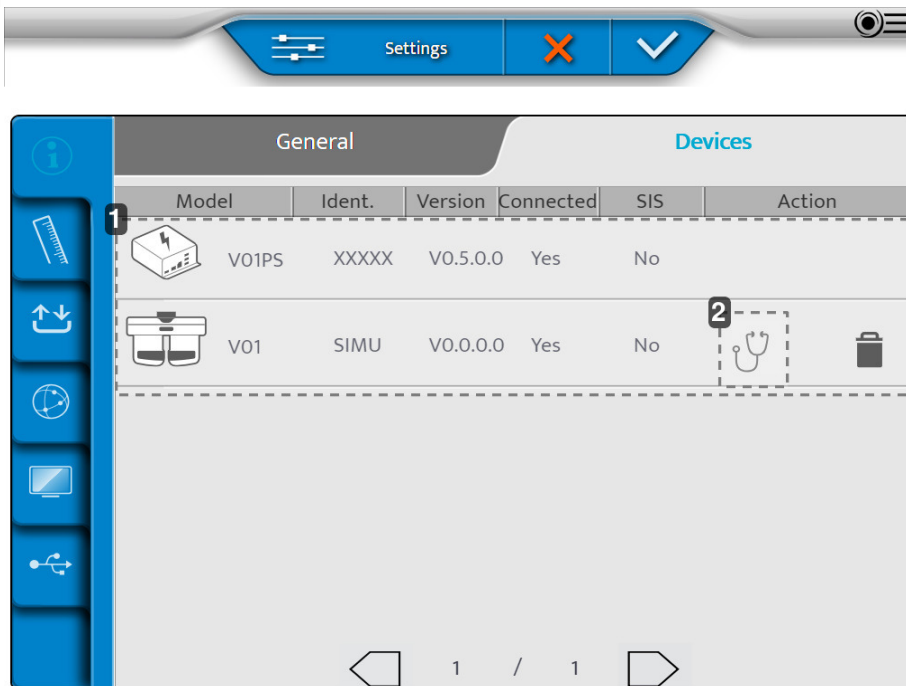 Settings
General Devices
Model Ident. Version Connected SIS Action
1
V01PS XXXXX V0.5.0.0 Yes No
2
V01 SIMU V0.0.0.0 Yes No
1 / 1